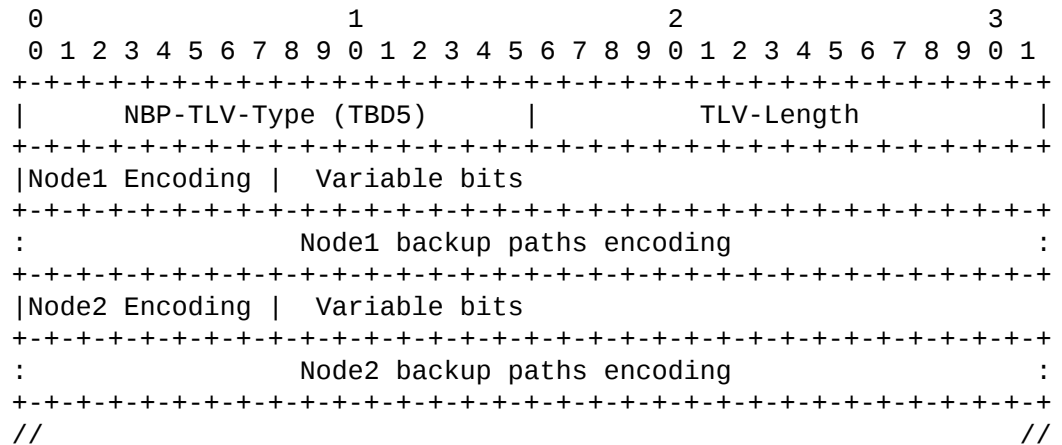 0                   1                   2                   3
 0 1 2 3 4 5 6 7 8 9 0 1 2 3 4 5 6 7 8 9 0 1 2 3 4 5 6 7 8 9 0 1
+-+-+-+-+-+-+-+-+-+-+-+-+-+-+-+-+-+-+-+-+-+-+-+-+-+-+-+-+-+-+-+-+
|      NBP-TLV-Type (TBD5)      |          TLV-Length           |
+-+-+-+-+-+-+-+-+-+-+-+-+-+-+-+-+-+-+-+-+-+-+-+-+-+-+-+-+-+-+-+-+
|Node1 Encoding |  Variable bits
+-+-+-+-+-+-+-+-+-+-+-+-+-+-+-+-+-+-+-+-+-+-+-+-+-+-+-+-+-+-+-+-+
:                 Node1 backup paths encoding                   :
+-+-+-+-+-+-+-+-+-+-+-+-+-+-+-+-+-+-+-+-+-+-+-+-+-+-+-+-+-+-+-+-+
|Node2 Encoding |  Variable bits
+-+-+-+-+-+-+-+-+-+-+-+-+-+-+-+-+-+-+-+-+-+-+-+-+-+-+-+-+-+-+-+-+
:                 Node2 backup paths encoding                   :
+-+-+-+-+-+-+-+-+-+-+-+-+-+-+-+-+-+-+-+-+-+-+-+-+-+-+-+-+-+-+-+-+
//                                                             //